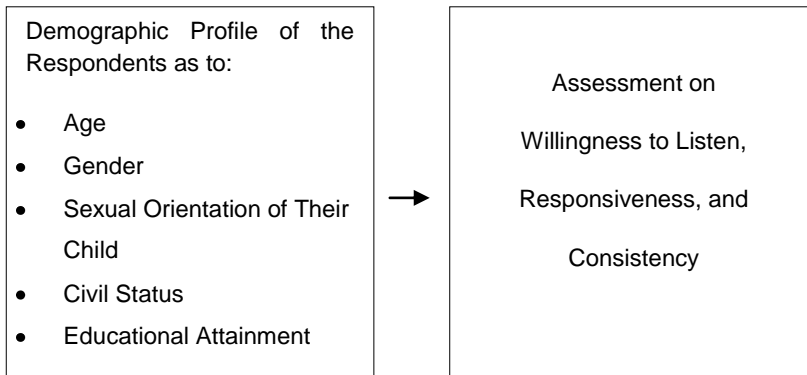 Demographic Profile of the
Respondents as to:
• Age
• Gender
• Sexual Orientation of Their
Child
• Civil Status
• Educational Attainment
Assessment on
Willingness to Listen,
Responsiveness, and
Consistency